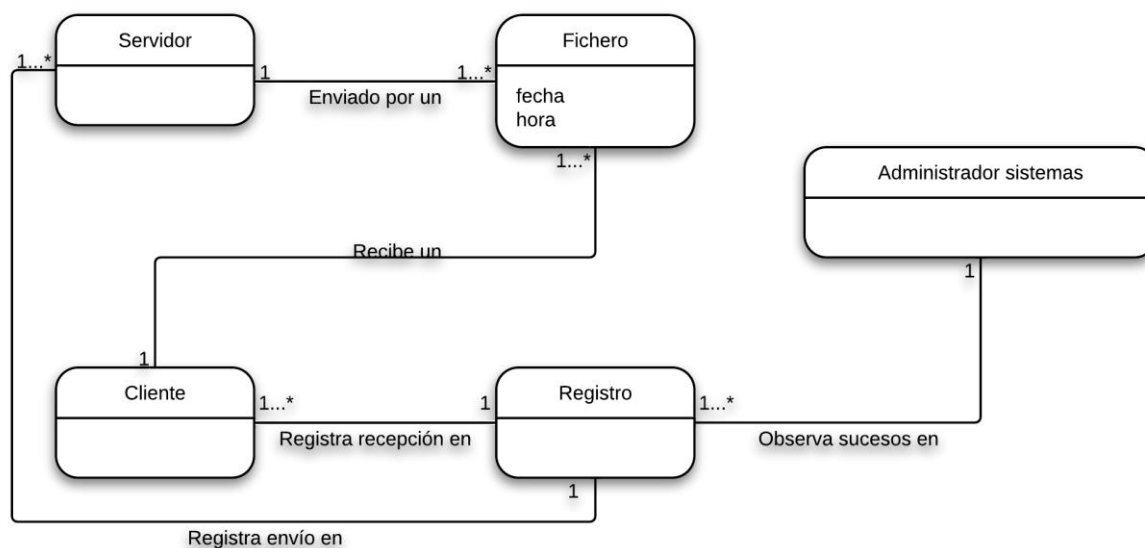 Servidor
Fichero
1...*
1
1...*
Enviado por un
fecha
hora
1...*
Administrador sistemas
Recibe un
1
1
Cliente
Registro
1...*
1
1...*
Registra recepción en
Observa sucesos en
1
Registra envío en